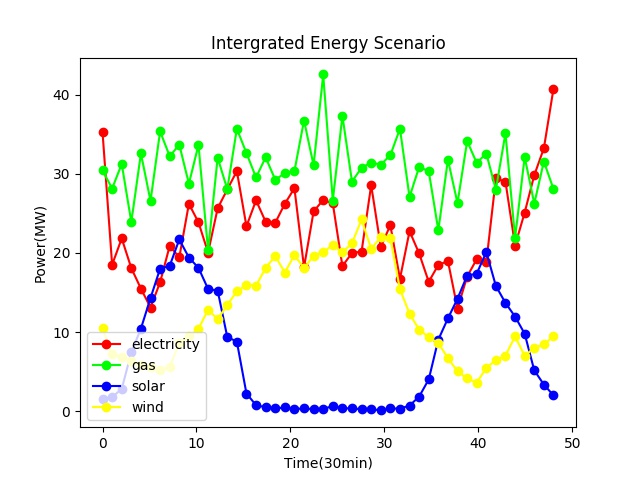 Intergrated Energy Scenario
Power(MW)
40
30
20
10
0
electricity
gas
solar
wind
0 10 20 30 40 50
Time(30min)